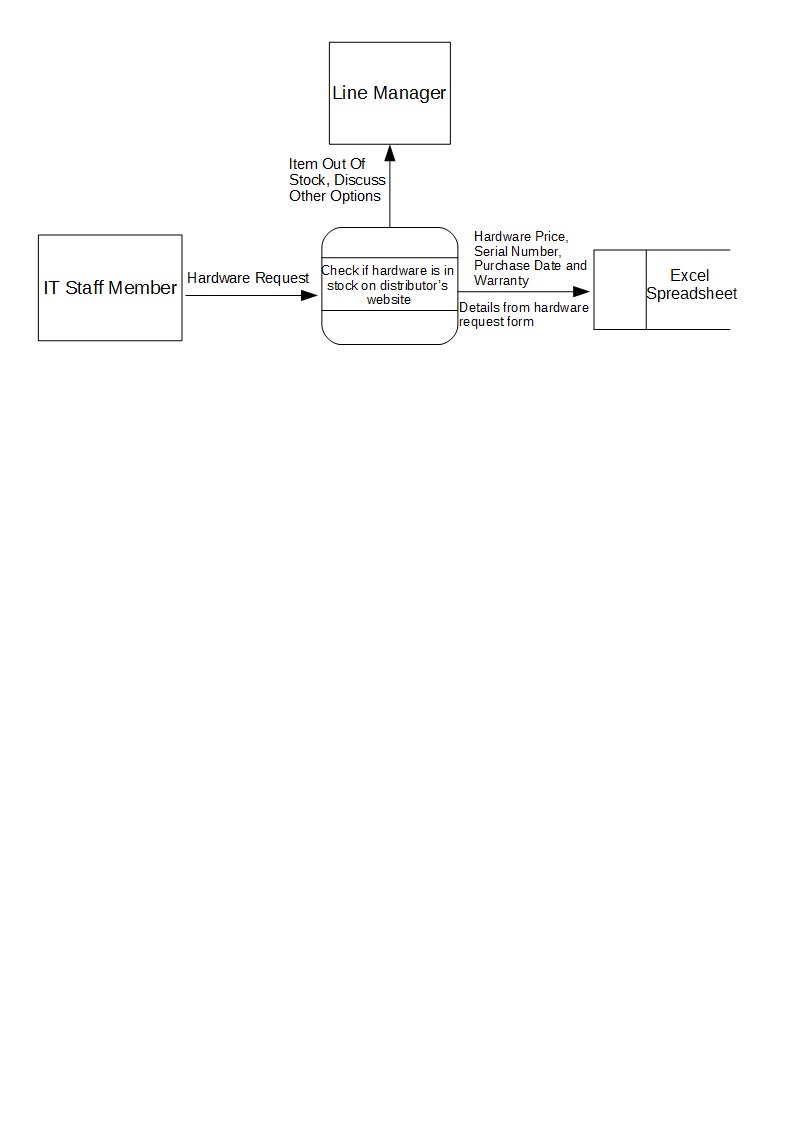 Line Manager
Item Out Of
Stock, Discuss
Other Options
IT Staff Member
Hardware Request
Check if hardware is in
stock on distributor's
website
Hardware Price,
Serial Number,
Purchase Date and
Warranty
Details from hardware
request form
Excel
Spreadsheet